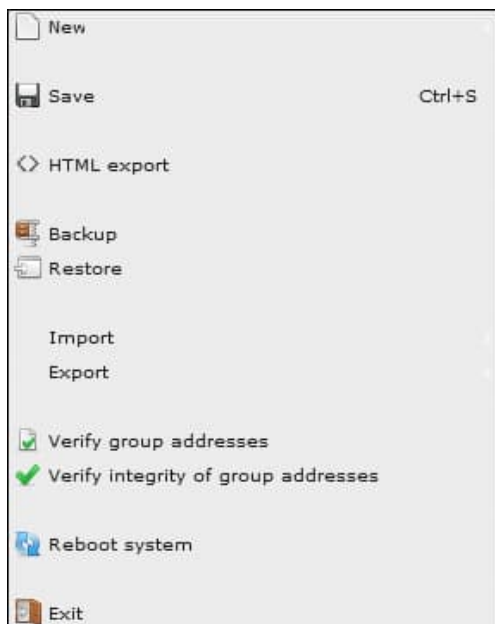 New
Save Ctrl+S
HTML export
Backup
Restore
Import
Export
Verify group addresses
Verify integrity of group addresses
Reboot system
Exit